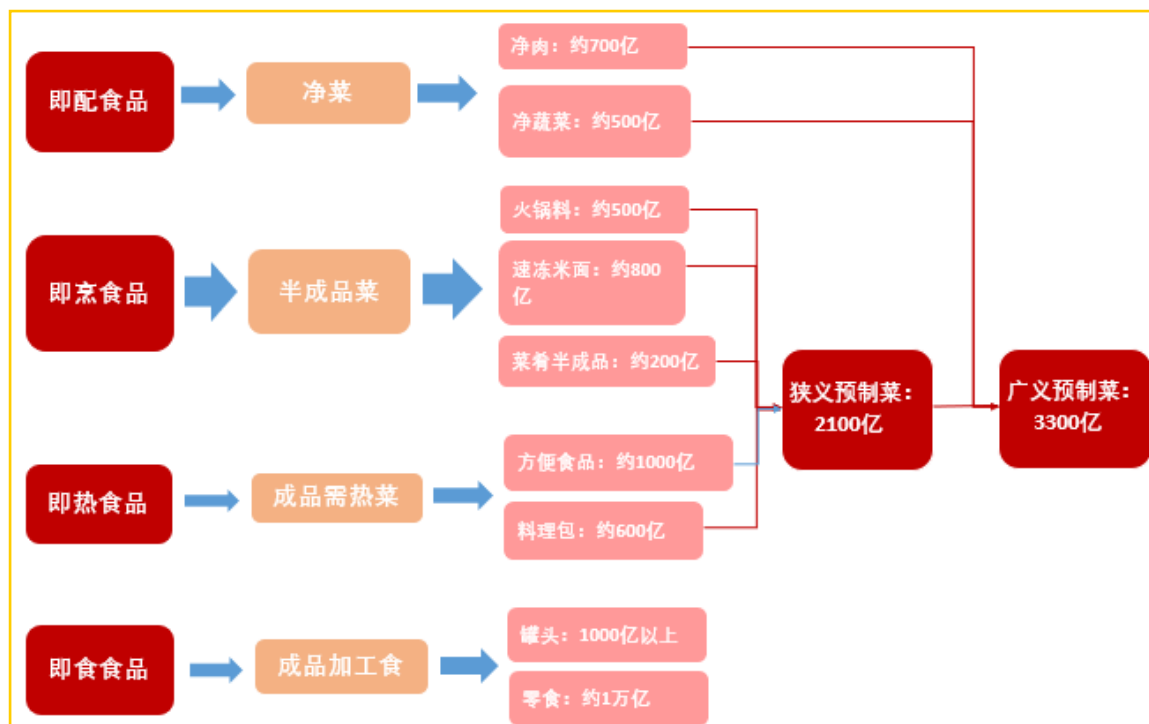 即配食品
净菜
净肉：约700亿
净蔬菜：约500亿
即烹食品
半成品菜
火锅料：约500亿
速冻米面：约800
亿
菜肴半成品：约200亿
狭义预制菜：
2100亿
广义预制菜：
3300亿
即热食品
成品需热菜
方便食品：约1000亿
料理包：约600亿
即食食品
成品加工食
罐头：1000亿以上
零食：约1万亿